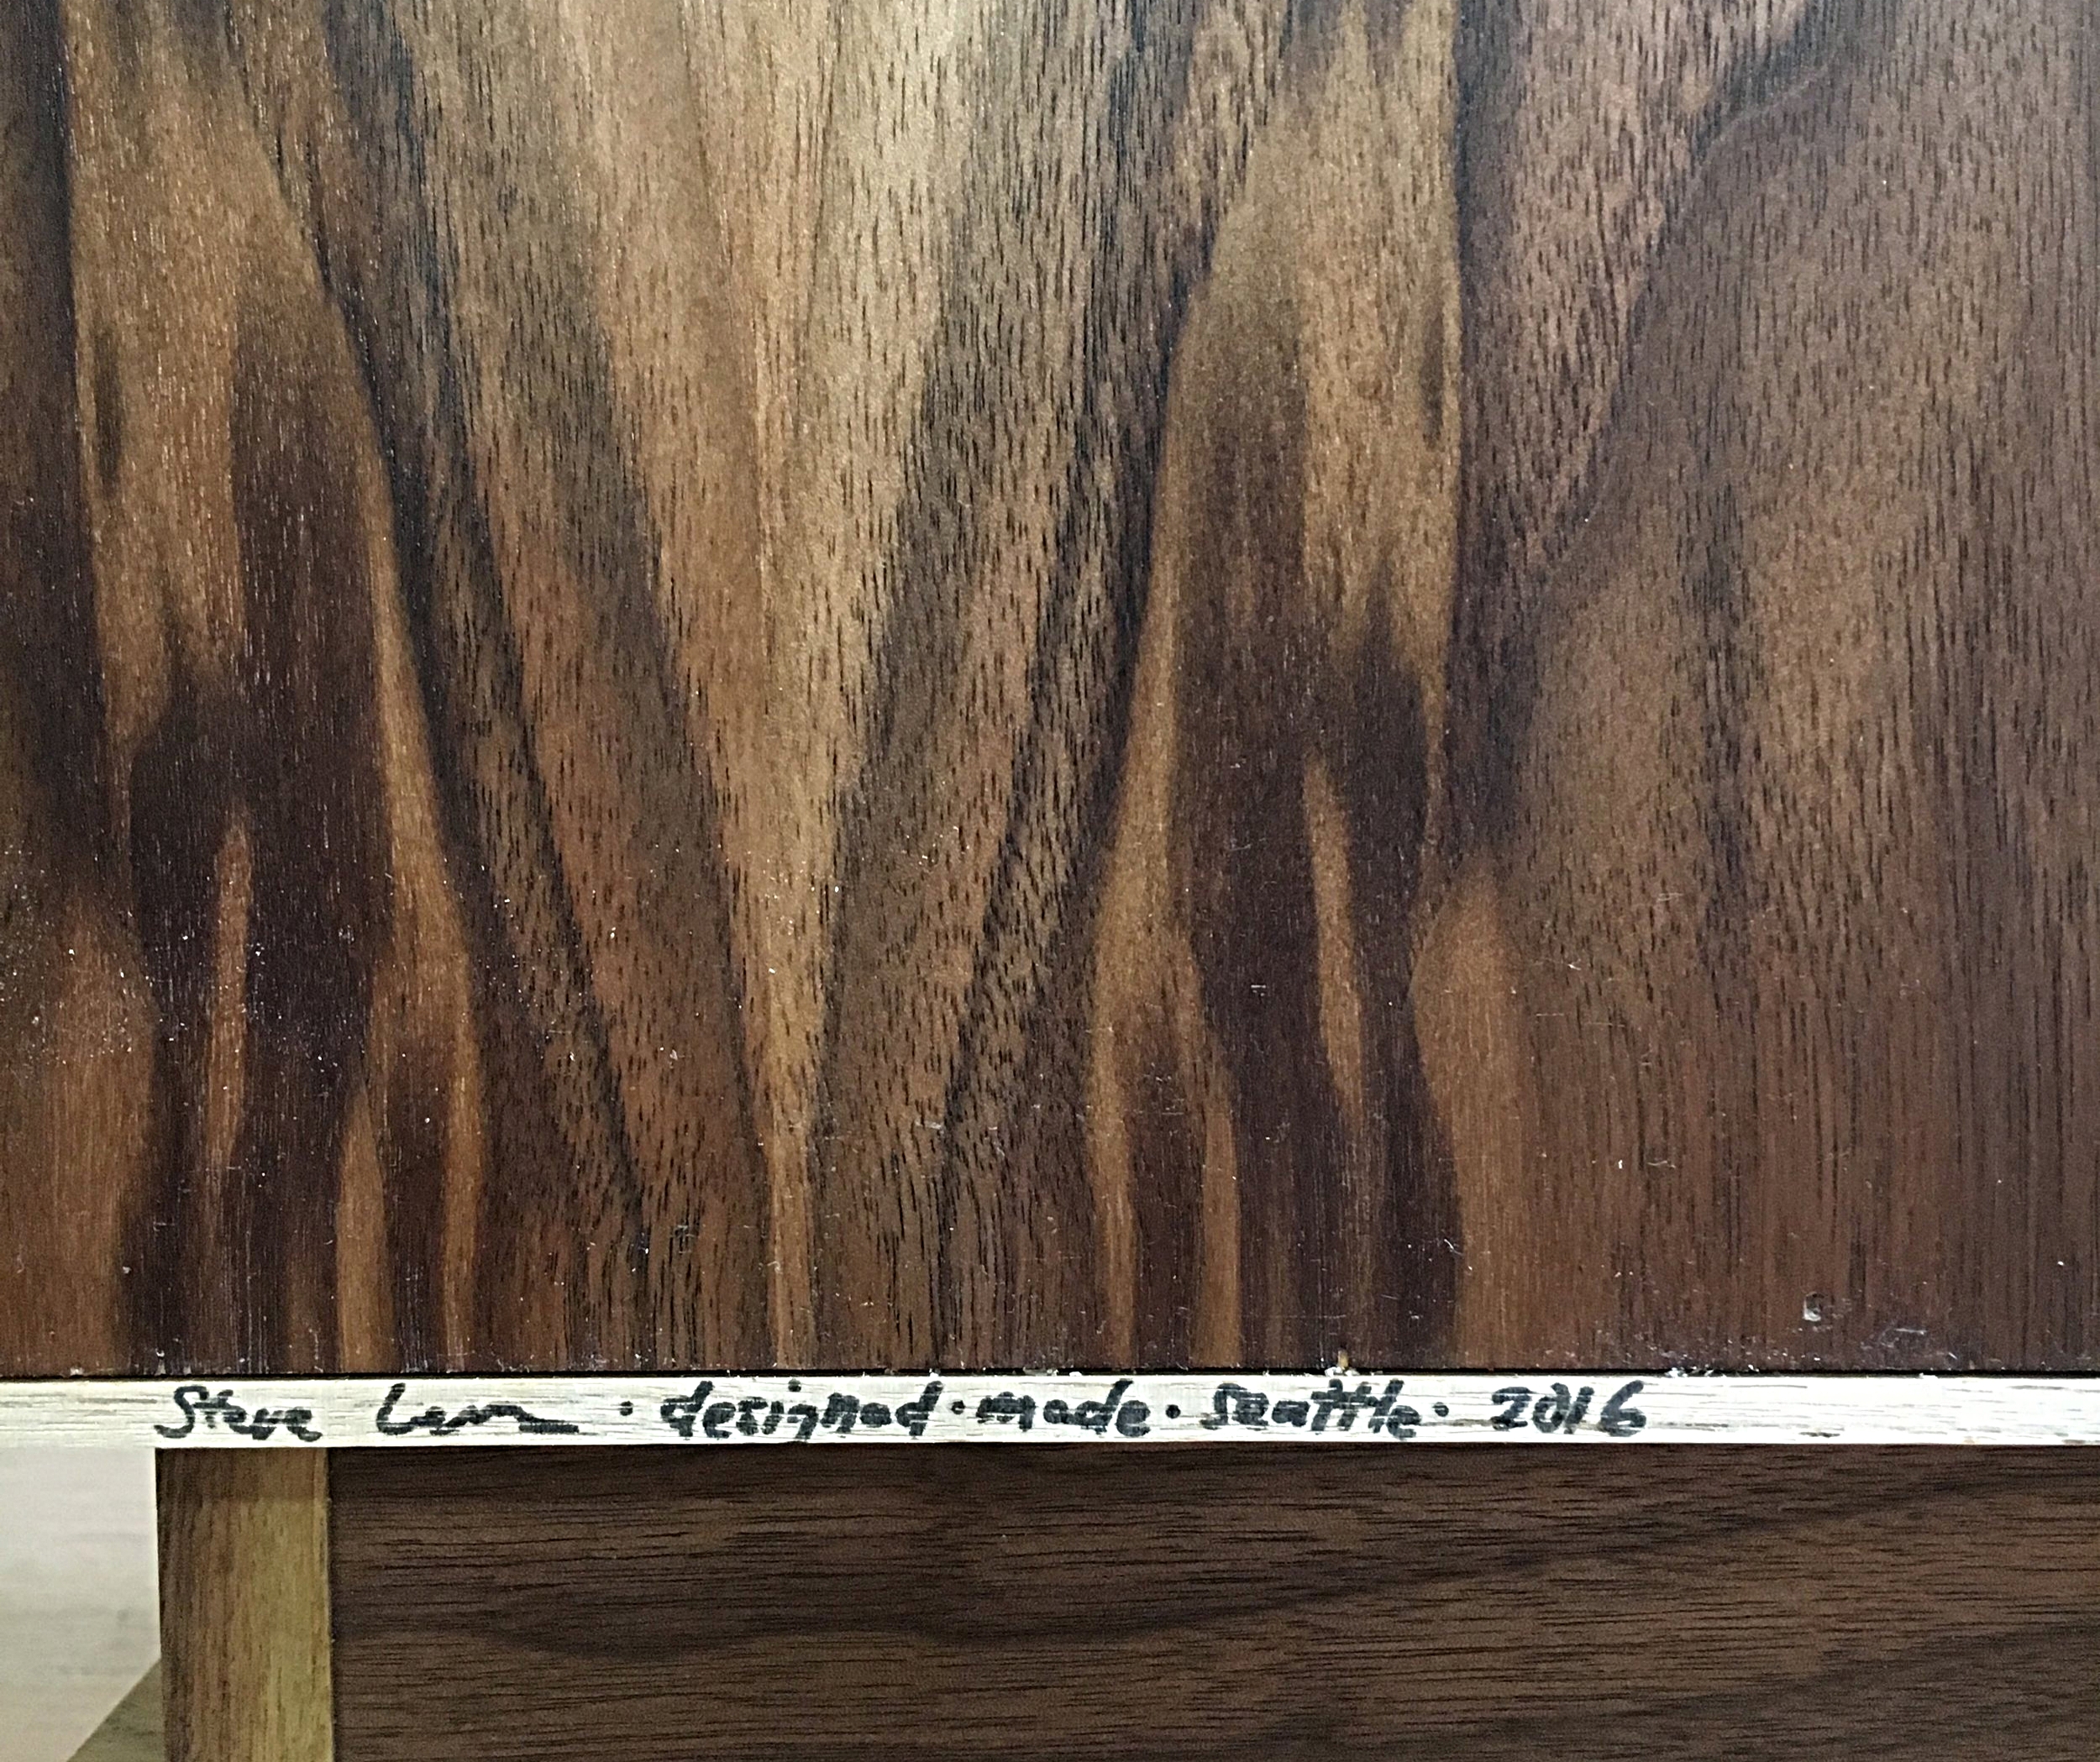 Steve · designed · made · seattle · 2016